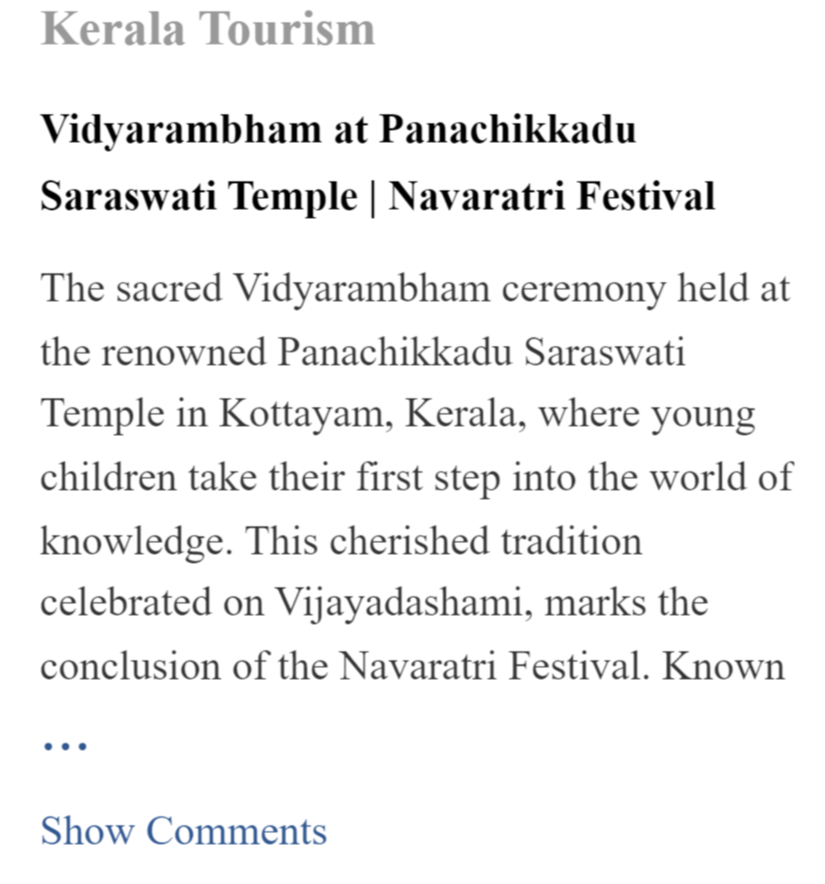 Kerala Tourism
Vidyarambham at Panachikkadu
Saraswati Temple | Navaratri Festival
The sacred Vidyarambham ceremony held at
the renowned Panachikkadu Saraswati
Temple in Kottayam, Kerala, where young
children take their first step into the world of
knowledge. This cherished tradition
celebrated on Vijayadashami, marks the
conclusion of the Navaratri Festival. Known
...
Show Comments